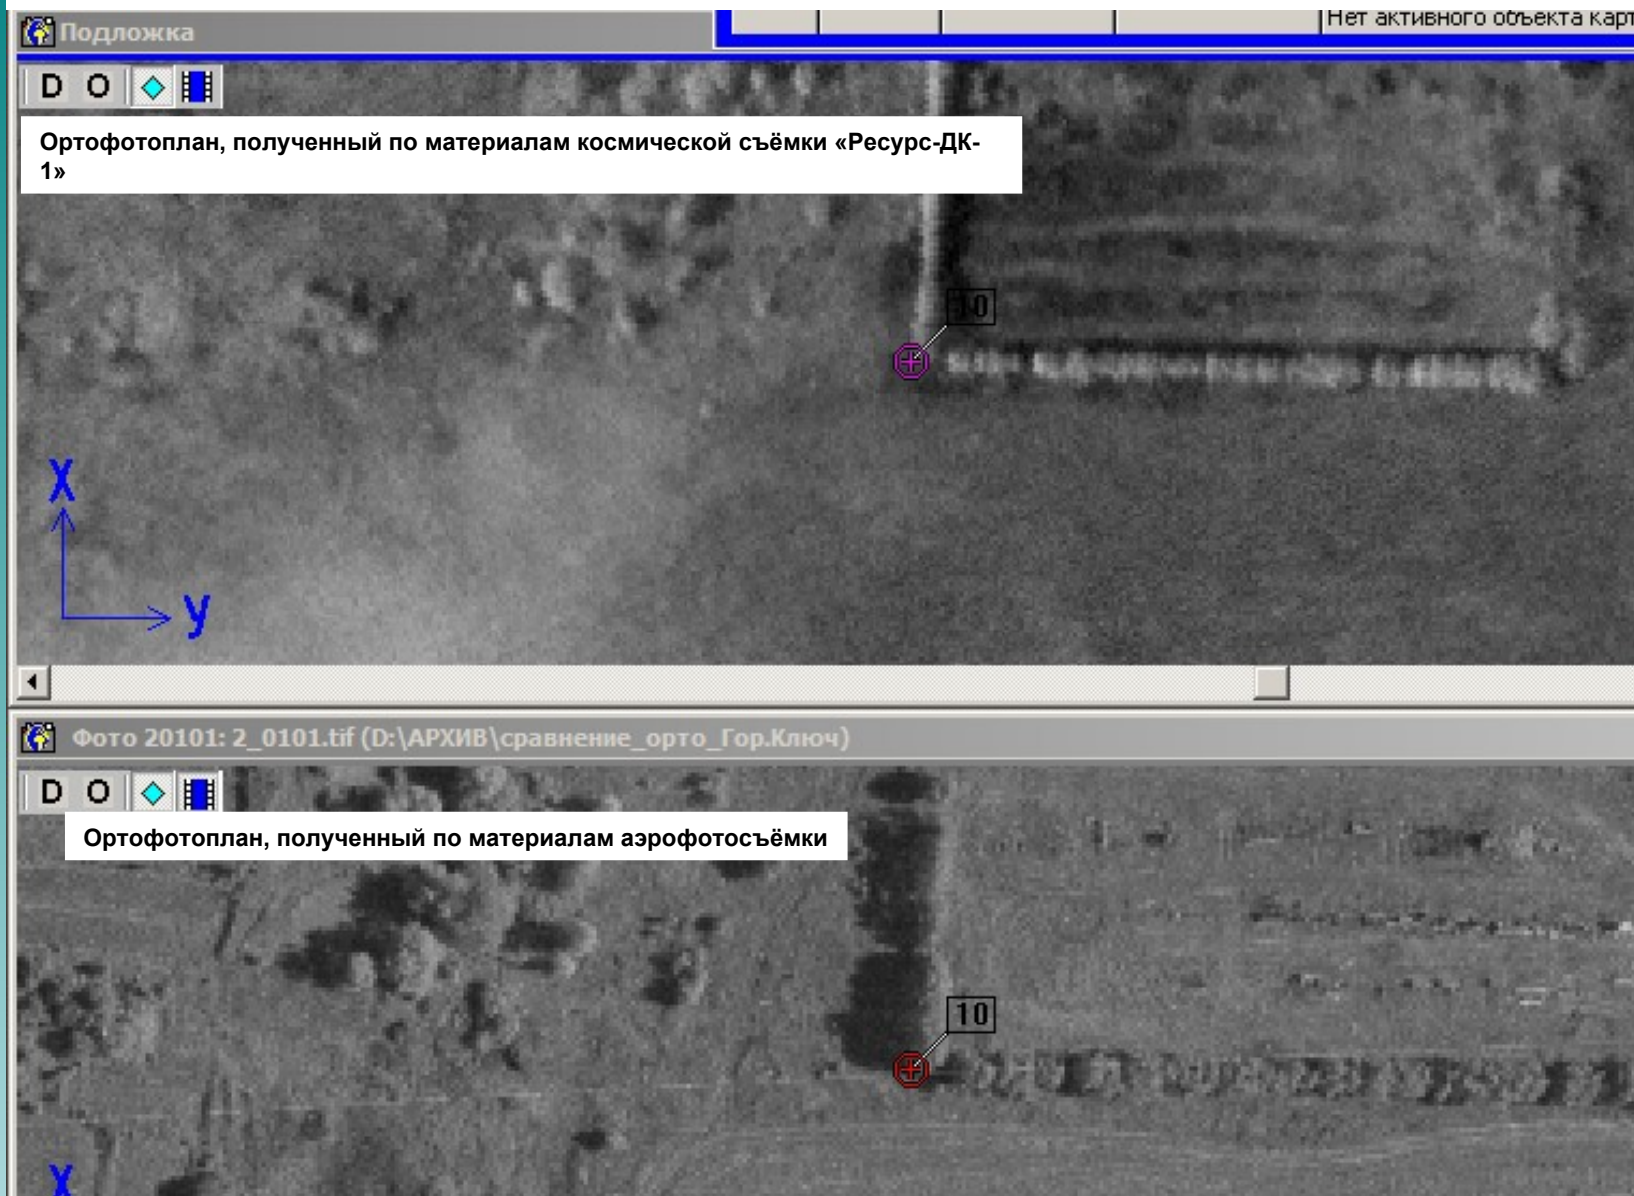 Нет активного объекта карт
Подложка
D O
Ортофотоплан, полученный по материалам космической съёмки «Ресурс-ДК-
1»
10
X
y
Фото 20101: 2_0101.tif (D:\АРХИВ\сравнение_орто_Гор.Ключ)
D O
Ортофотоплан, полученный по материалам аэрофотосъёмки
10
X